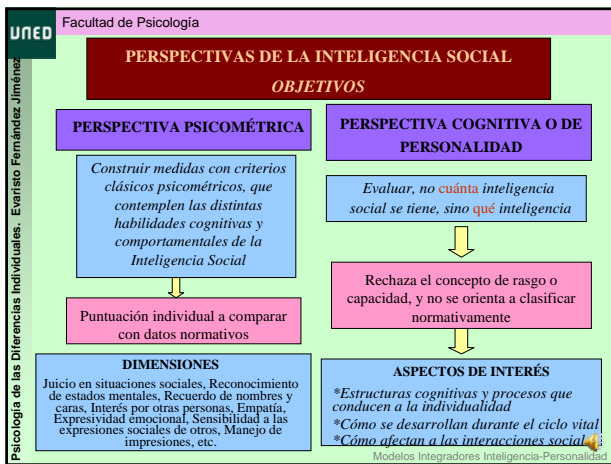 UNED
Facultad de Psicología
Psicología de las Diferencias Individuales. Evaristo Fernández Jiménez
PERSPECTIVAS DE LA INTELIGENCIA SOCIAL
OBJETIVOS
PERSPECTIVA PSICOMÉTRICA
Construir medidas con criterios
clásicos psicométricos, que
contemplen las distintas
habilidades cognitivas y
comportamentales de la
Inteligencia Social
Puntuación individual a comparar
con datos normativos
DIMENSIONES
Juicio en situaciones sociales, Reconocimiento
de estados mentales, Recuerdo de nombres y
caras, Interés por otras personas, Empatía,
Expresividad emocional, Sensibilidad a las
expresiones sociales de otros, Manejo de
impresiones, etc.
PERSPECTIVA COGNITIVA O DE
PERSONALIDAD
Evaluar, no cuánta inteligencia
social se tiene, sino qué inteligencia
Rechaza el concepto de rasgo o
capacidad, y no se orienta a clasificar
normativamente
ASPECTOS DE INTERÉS
*Estructuras cognitivas y procesos que
conducen a la individualidad
*Cómo se desarrollan durante el ciclo vital
*Cómo afectan a las interacciones
Modelos Integradores Inteligencia-Personalidad